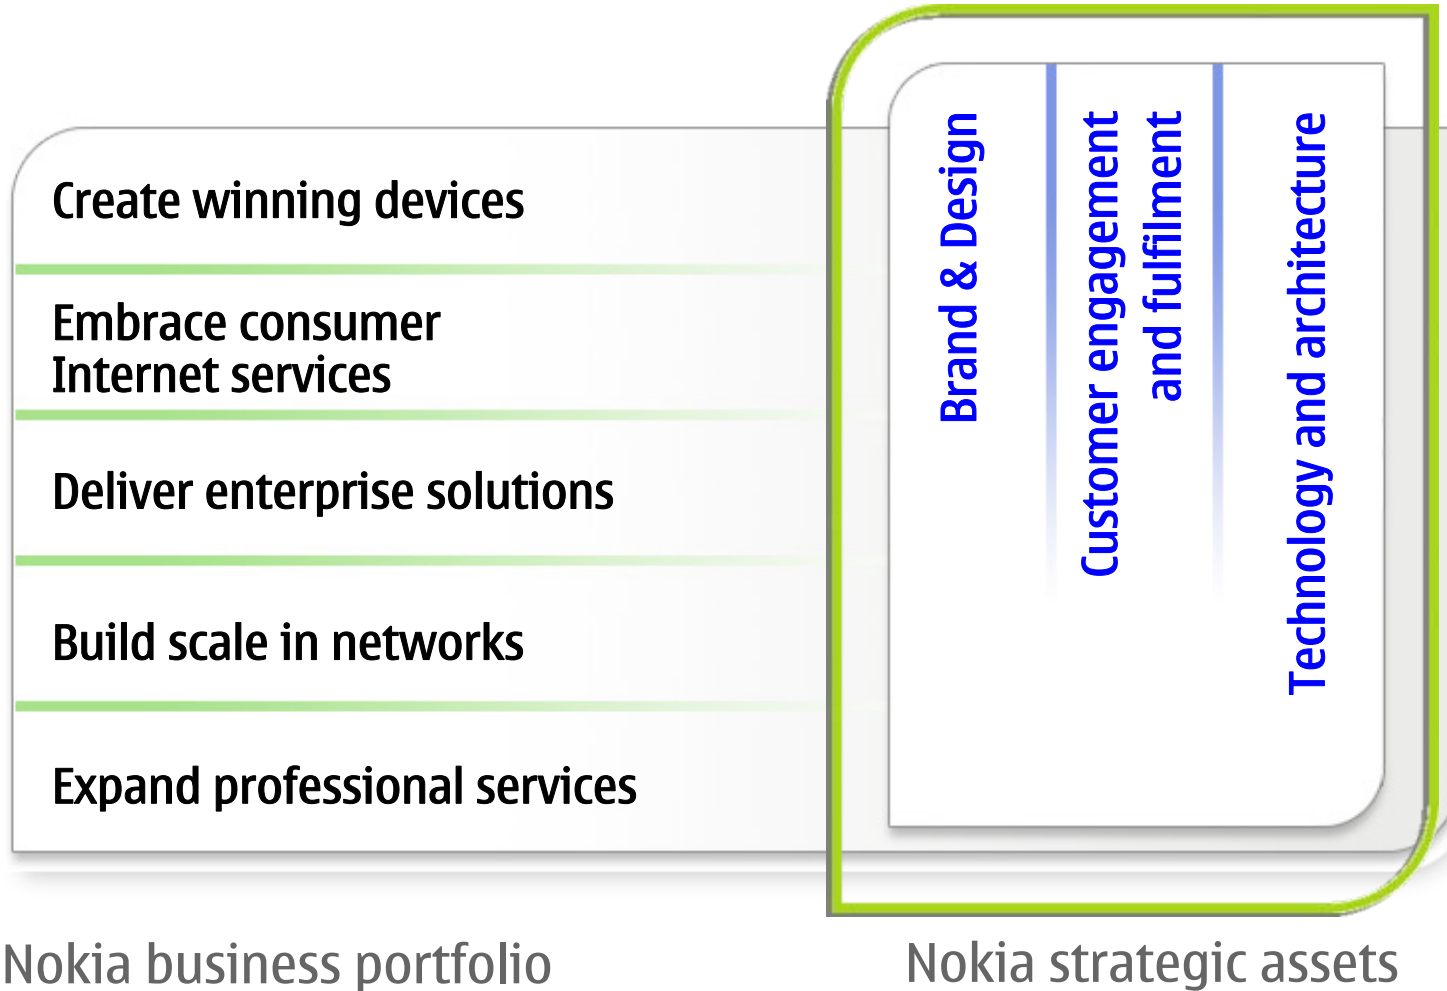 Create winning devices
Embrace consumer
Internet services
Deliver enterprise solutions
Build scale in networks
Expand professional services
Brand & Design
Customer engagement
and fulfilment
Technology and architecture
Nokia business portfolio
Nokia strategic assets